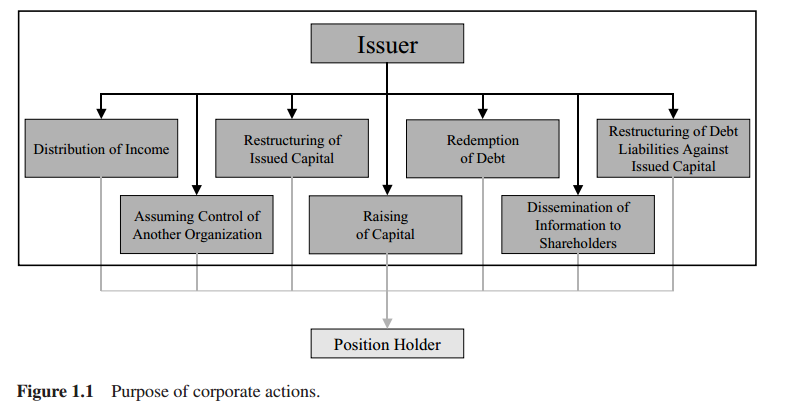 Issuer
Distribution of Income
Restructuring of
Issued Capital
Redemption
of Debt
Restructuring of Debt
Liabilities Against
Issued Capital
Assuming Control of
Another Organization
Raising
of Capital
Dissemination of
Information to
Shareholders
Position Holder
Figure 1.1 Purpose of corporate actions.